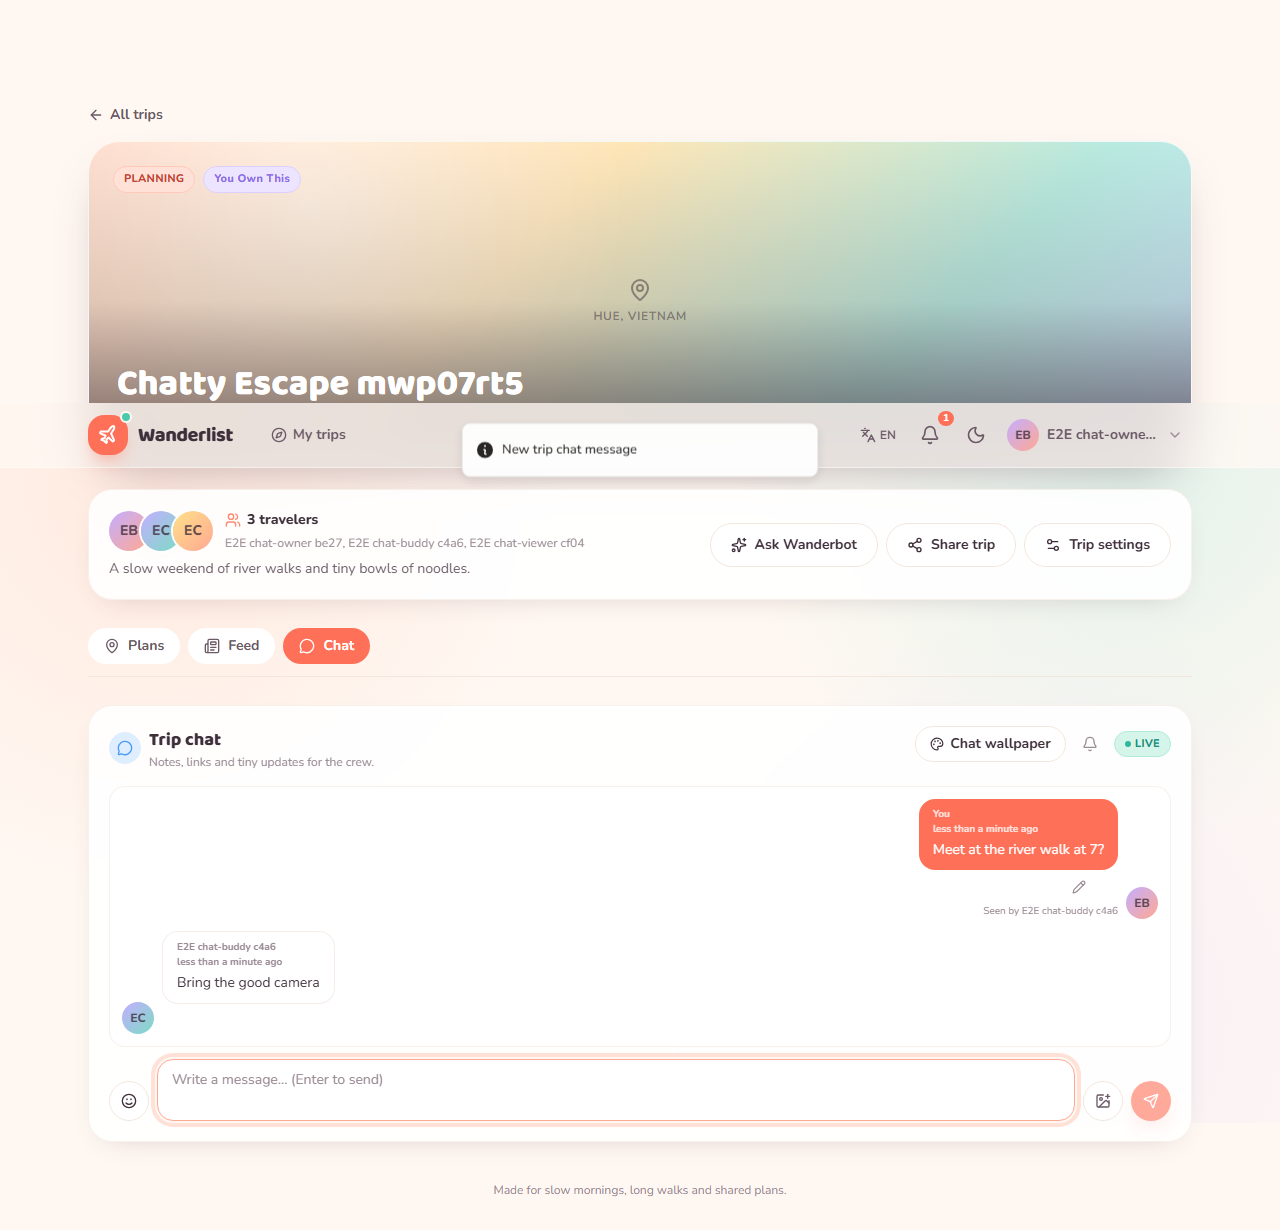 All trips
PLANNING
You Own This
HUE, VIETNAM
Chatty Escape mwp07rt5
Wanderlist
My trips
New trip chat message
EN
1
EB
E2E chat-owne...
EB
EC
EC
3 travelers
E2E chat-owner be27, E2E chat-buddy c4a6, E2E chat-viewer cf04
A slow weekend of river walks and tiny bowls of noodles.
Ask Wanderbot
Share trip
Trip settings
Plans
Feed
Chat
Trip chat
Notes, links and tiny updates for the crew.
Chat wallpaper
LIVE
You
less than a minute ago
Meet at the river walk at 7?
Seen by E2E chat-buddy c4a6
EB
E2E chat-buddy c4a6
less than a minute ago
Bring the good camera
EC
Write a message... (Enter to send)
Made for slow mornings, long walks and shared plans.